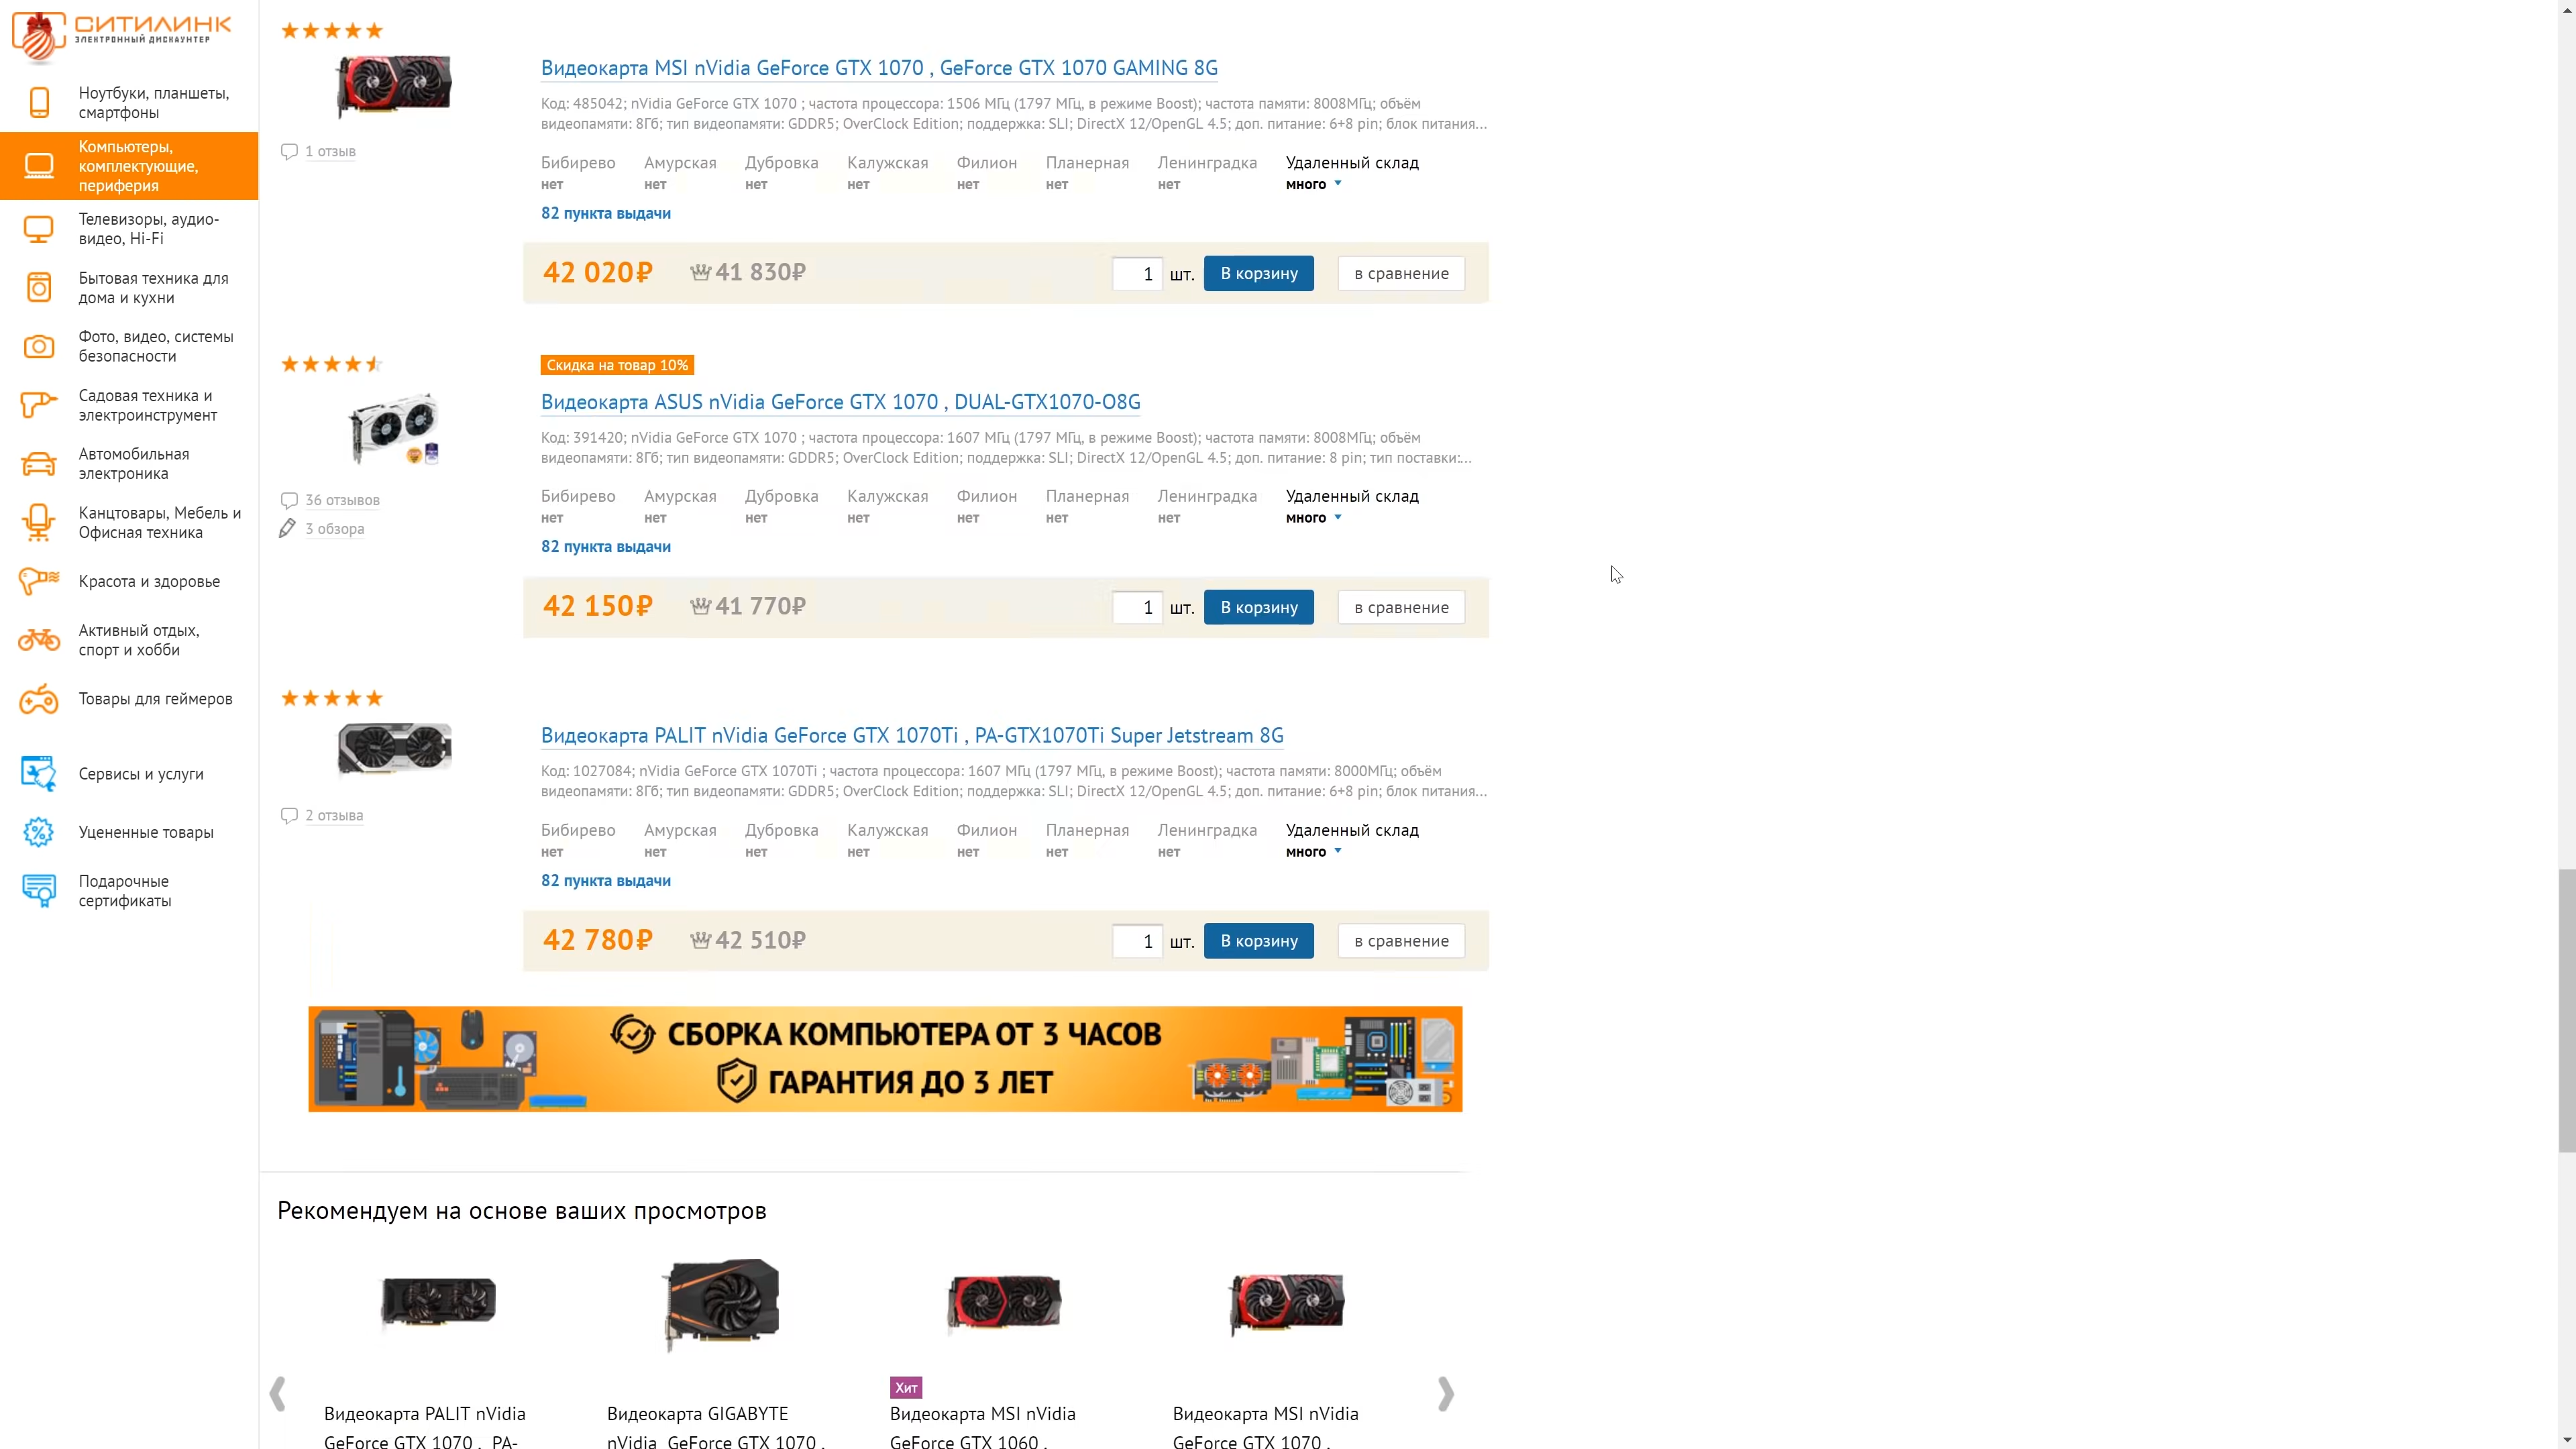 СИТИЛИНК
ЭЛЕКТРОННЫЙ ДИСКАУНТЕР
Ноутбуки, планшеты,
смартфоны
Компьютеры,
комплектующие,
периферия
Телевизоры, аудио-
видео, Hi-Fi
Бытовая техника для
дома и кухни
Фото, видео, системы
безопасности
Садовая техника и
электроинструмент
Автомобильная
электроника
Канцтовары, Мебель и
Офисная техника
Красота и здоровье
Активный отдых,
спорт и хобби
Товары для геймеров
Сервисы и услуги
Уцененные товары
Подарочные
сертификаты
Видеокарта MSI nVidia GeForce GTX 1070 , GeForce GTX 1070 GAMING 8G
Код: 485042; nVidia GeForce GTX 1070 ; частота процессора: 1506 МГц (1797 МГц, в режиме Boost); частота памяти: 8008МГц; объём
видеопамяти: 8Гб; тип видеопамяти: GDDR5; OverClock Edition; поддержка: SLI; DirectX 12/OpenGL 4.5; доп. питание: 6+8 pin; блок питания...
1 отзыв
Бибирево Амурская Дубровка Калужская Филион Планерная Ленинградка Удаленный склад
нет нет нет нет нет нет нет много
82 пункта выдачи
42 020₽ 41 830₽ 1 шт. В корзину в сравнение
Скидка на товар 10%
Видеокарта ASUS nVidia GeForce GTX 1070 , DUAL-GTX1070-O8G
Код: 391420; nVidia GeForce GTX 1070 ; частота процессора: 1607 МГц (1797 МГц, в режиме Boost); частота памяти: 8008МГц; объём
видеопамяти: 8Гб; тип видеопамяти: GDDR5; OverClock Edition; поддержка: SLI; DirectX 12/OpenGL 4.5; доп. питание: 8 pin; тип поставки:...
36 отзывов
3 обзора
Бибирево Амурская Дубровка Калужская Филион Планерная Ленинградка Удаленный склад
нет нет нет нет нет нет нет много
82 пункта выдачи
42 150₽ 41 770₽ 1 шт. В корзину в сравнение
Видеокарта PALIT nVidia GeForce GTX 1070Ti , PA-GTX1070Ti Super Jetstream 8G
Код: 1027084; nVidia GeForce GTX 1070Ti ; частота процессора: 1607 МГц (1797 МГц, в режиме Boost); частота памяти: 8000МГц; объём
видеопамяти: 8Гб; тип видеопамяти: GDDR5; OverClock Edition; поддержка: SLI; DirectX 12/OpenGL 4.5; доп. питание: 6+8 pin; блок питания...
2 отзыва
Бибирево Амурская Дубровка Калужская Филион Планерная Ленинградка Удаленный склад
нет нет нет нет нет нет нет много
82 пункта выдачи
42 780₽ 42 510₽ 1 шт. В корзину в сравнение
СБОРКА КОМПЬЮТЕРА ОТ 3 ЧАСОВ
ГАРАНТИЯ ДО 3 ЛЕТ
Рекомендуем на основе ваших просмотров
Хит
Видеокарта PALIT nVidia Видеокарта GIGABYTE Видеокарта MSI nVidia Видеокарта MSI nVidia
GeForce GTX 1070 , PA- nVidia GeForce GTX 1070 , GeForce GTX 1060 , GeForce GTX 1070 ,